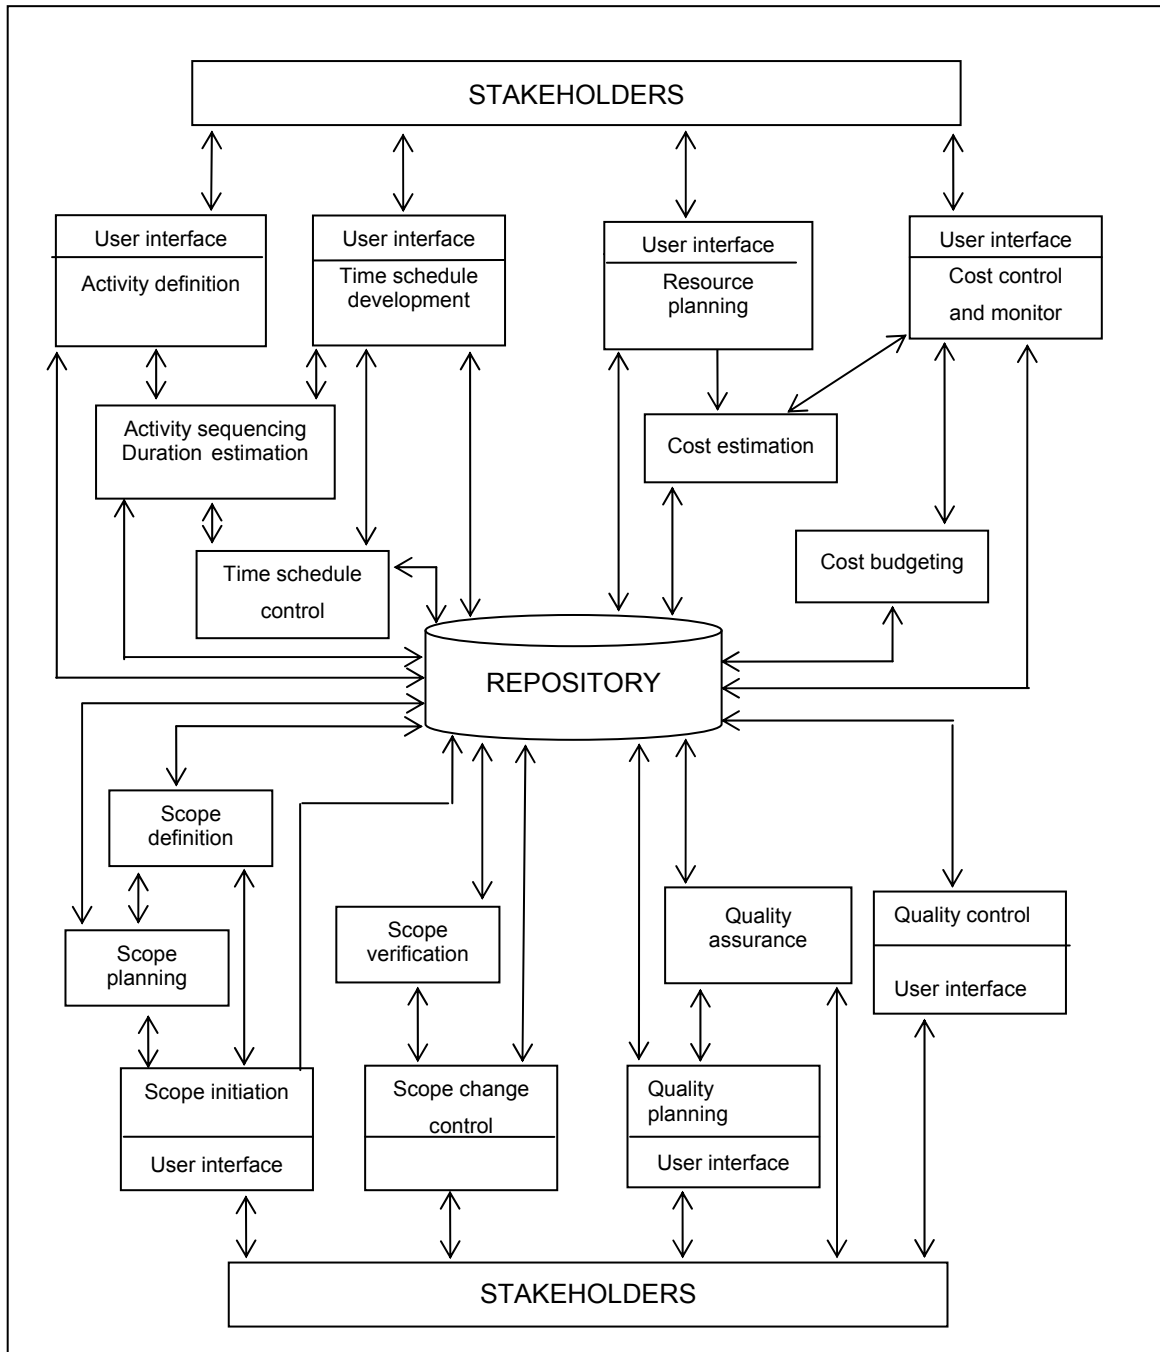 STAKEHOLDERS
User interface
Activity definition
User interface
Time schedule
development
User interface
Resource
planning
User interface
Cost control
and monitor
Activity sequencing
Duration estimation
Cost estimation
Time schedule
control
Cost budgeting
REPOSITORY
Scope
definition
Scope
planning
Scope
verification
Quality
assurance
Quality control
User interface
Scope initiation
User interface
Scope change
control
Quality
planning
User interface
STAKEHOLDERS